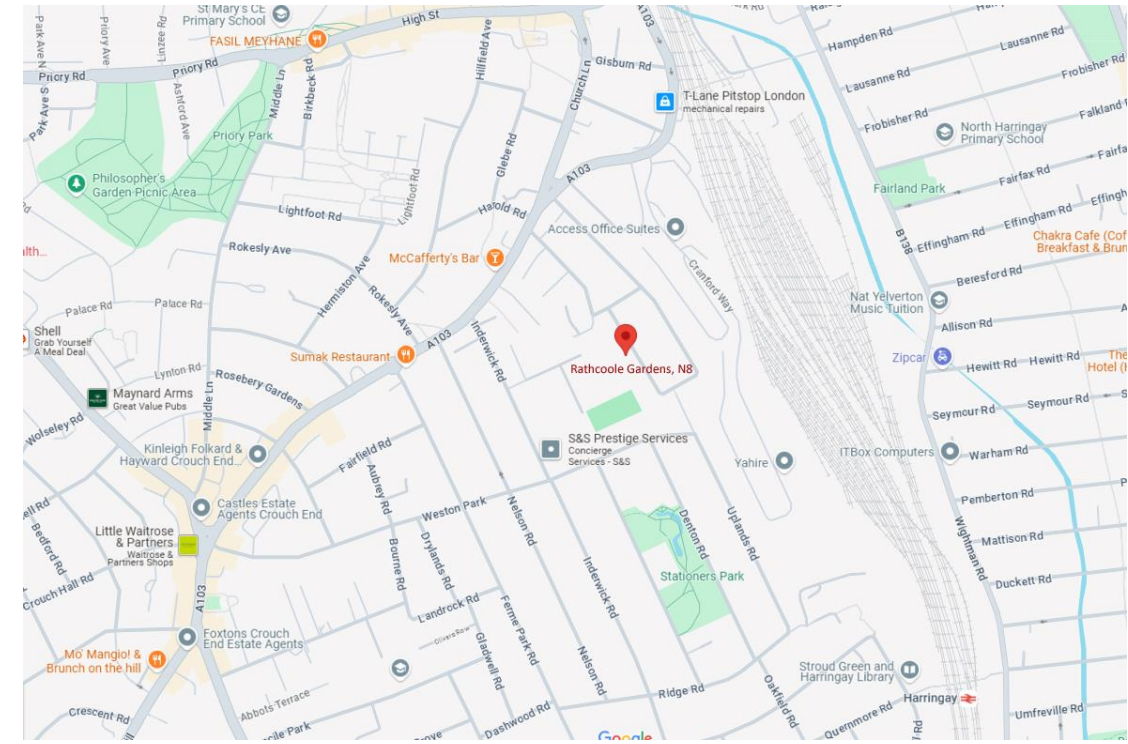 St Mary's CE
Primary School
High St
A103
Park Ave N
Priory Ave
Linzee Rd
FASIL MEYHANE
Hampden Rd
Lausanne Rd
Priory Rd
Priory Rd
Middle Ln
Birkbeck Rd
Hillfield Ave
Church Ln
Gisburn Rd
Frobisher Rd
Lausanne Rd
Park Ave S
Ashford Ave
T-Lane Pitstop London
mechanical repairs
Falkland
Frobisher Rd
North Harringay
Primary School
Priory Park
Glebe Rd
A103
Philosopher's
Garden Picnic Area
Lightfoot Rd
Fairland Park
Fairfax Rd
Lightfoot Rd
Harold Rd
Access Office Suites
Effingham Rd
Effingham Rd
B138
Chakra Cafe
Breakfast &
Rokesly Ave
McCafferty's Bar
Cranford Way
Beresford Rd
Hermiston Ave
Rokesly Ave
Nat Yelverton
Music Tuition
Palace Rd
Palace Rd
Allison Rd
Shell
Grab Yourself
A Meal Deal
Inderwick Rd
A103
Sumak Restaurant
Zipcar
Hewitt Rd
Hewitt Rd
The
Hotel
Rathcoole Gardens, N8
Lynton Rd
Rosebery Gardens
Maynard Arms
Great Value Pubs
Middle Ln
Seymour Rd
Seymour Rd
Wolseley Rd
Kinleigh Folkard &
Hayward Crouch End...
Fairfield Rd
S&S Prestige Services
Concierge
Services - S&S
Yahire
ITBox Computers
Warham Rd
Aubrey Rd
Castles Estate
Agents Crouch End
Weston Park
Nelson Rd
Pemberton Rd
Bedford Rd
Little Waitrose
& Partners
Waitrose &
Partners Shops
Denton Rd
Uplands Rd
Wightman Rd
Mattison Rd
Bourne Rd
Drylands Rd
Inderwick Rd
Stationers Park
Duckett Rd
Crouch Hall Rd
A103
Landrock Rd
Ferme Park Rd
Olivers Row
Gladwell Rd
Foxtons Crouch
End Estate Agents
Mo' Mangio! &
Brunch on the hill
Nelson Rd
Stroud Green and
Harringay Library
Ridge Rd
Oakfield Rd
Harringay
Abbots Terrace
Crescent Rd
Dashwood Rd
Quernmore Rd
Umfreville Rd
Google